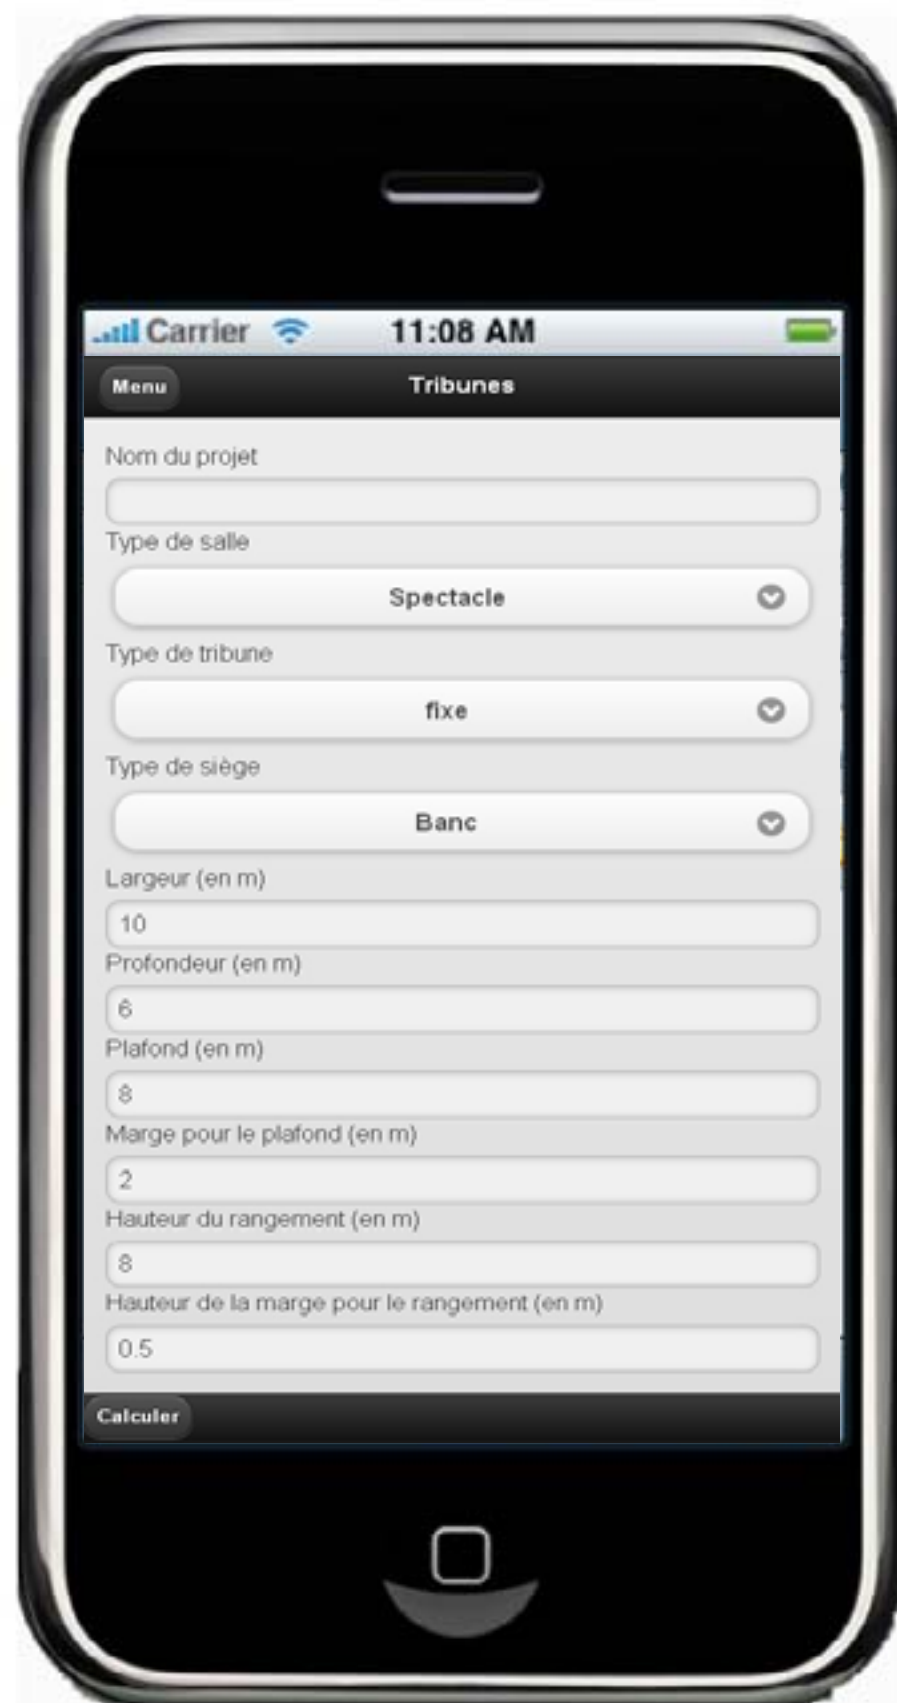 Carrier 11:08 AM
Menu Tribunes
Nom du projet
Type de salle
Spectacle
Type de tribune
fixe
Type de siège
Banc
Largeur (en m)
10
Profondeur (en m)
6
Plafond (en m)
8
Marge pour le plafond (en m)
2
Hauteur du rangement (en m)
8
Hauteur de la marge pour le rangement (en m)
0.5
Calculer